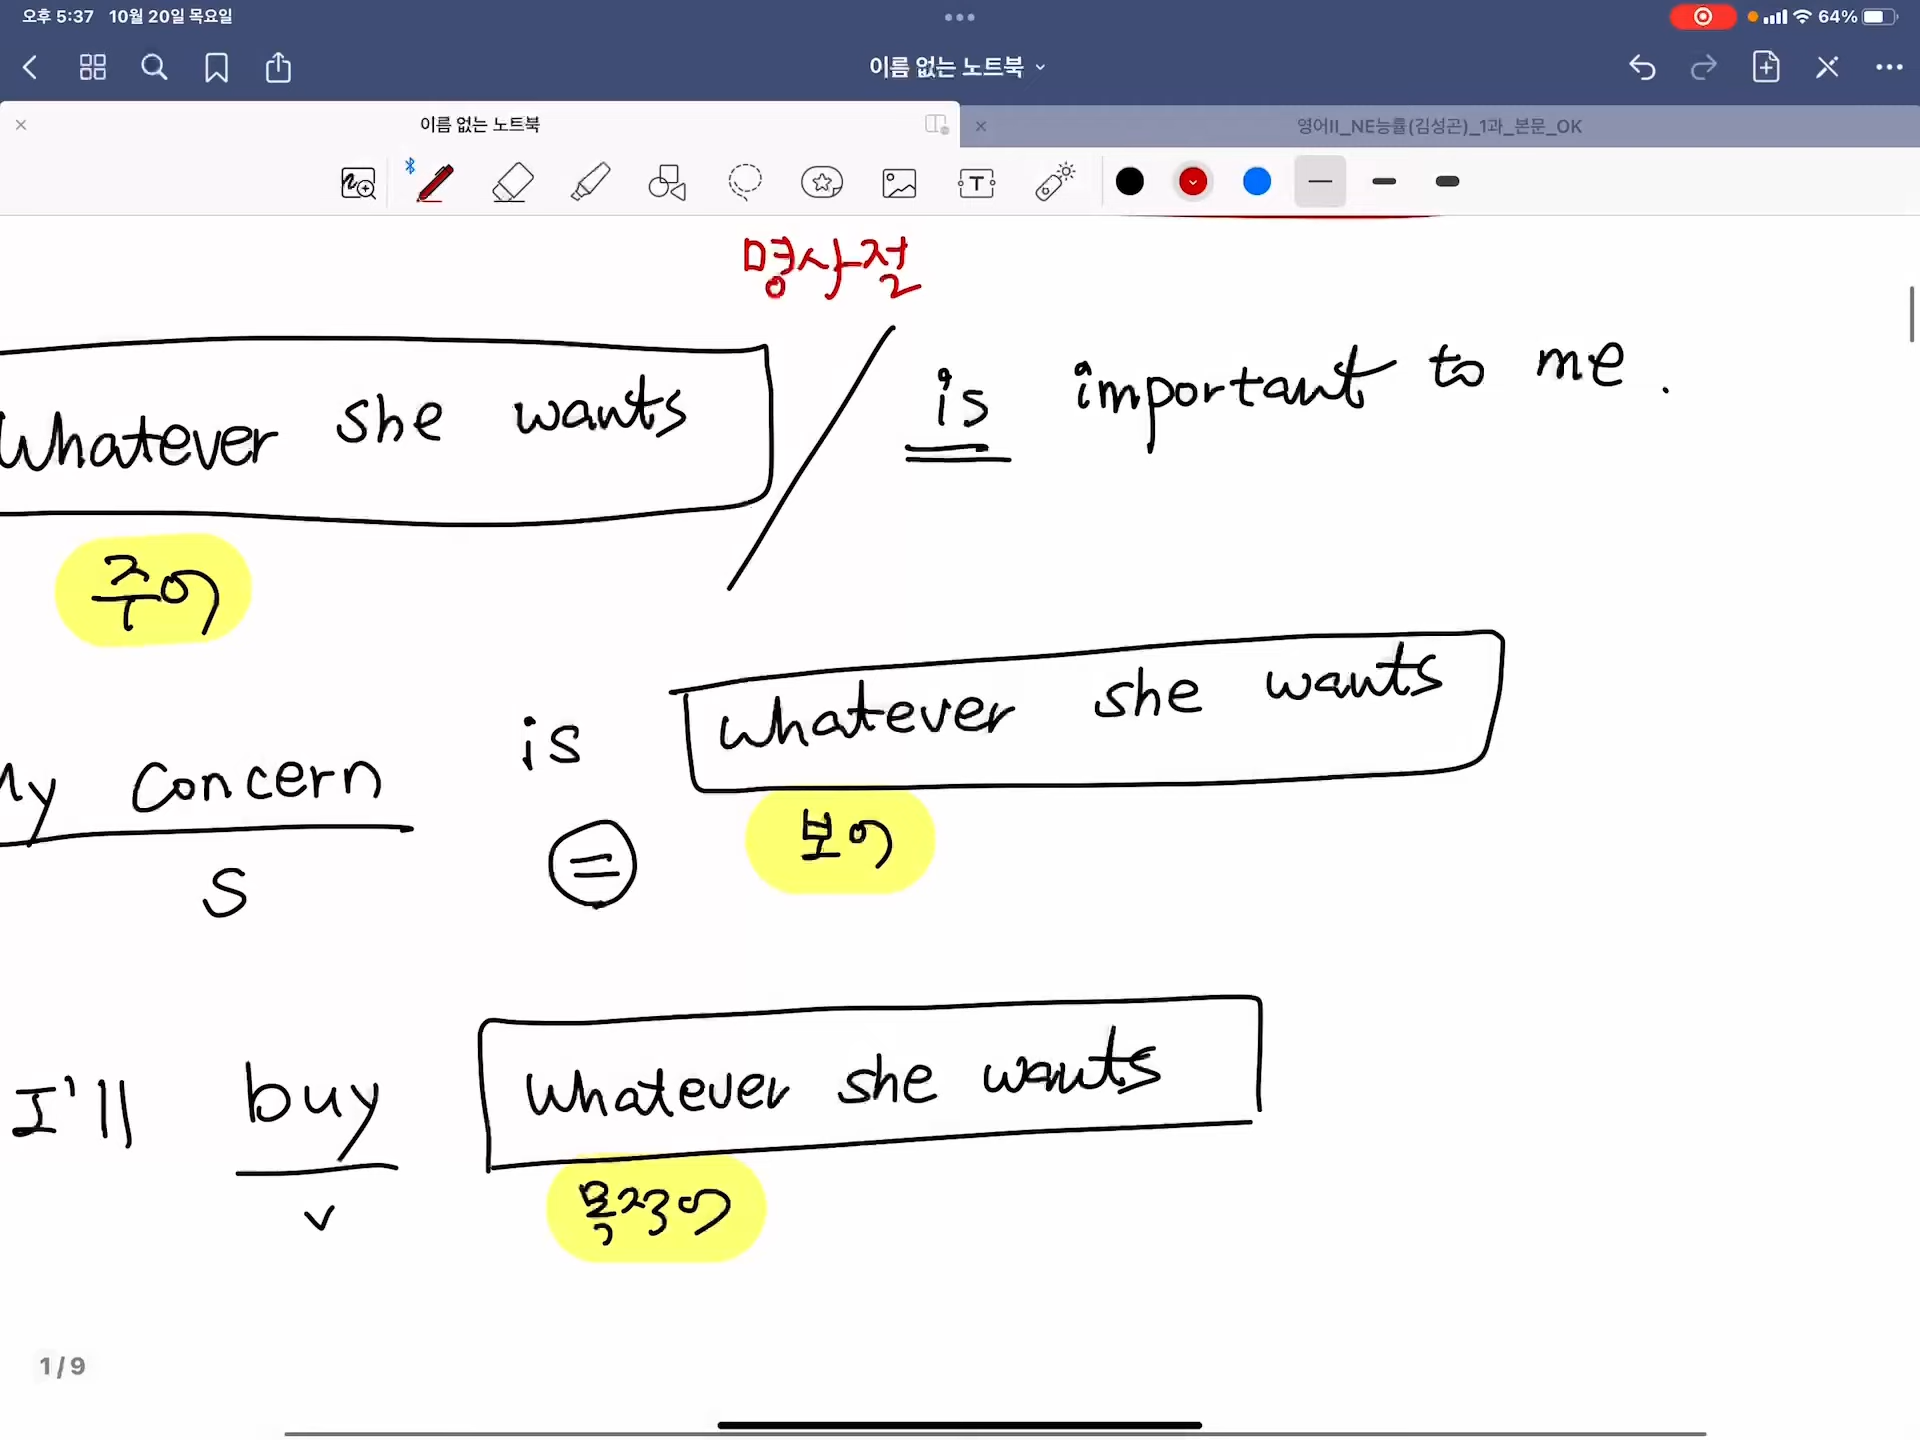 오후 5:37 10월 20일 목요일
64%
이름 없는 노트북
이름 없는 노트북
영어II_NE능률(김성곤)_1과_본문_OK
명사절
Whatever she wants / is important to me.
주어
My concern is whatever she wants
S = 보어
I'll buy whatever she wants
v 목적어
1/9